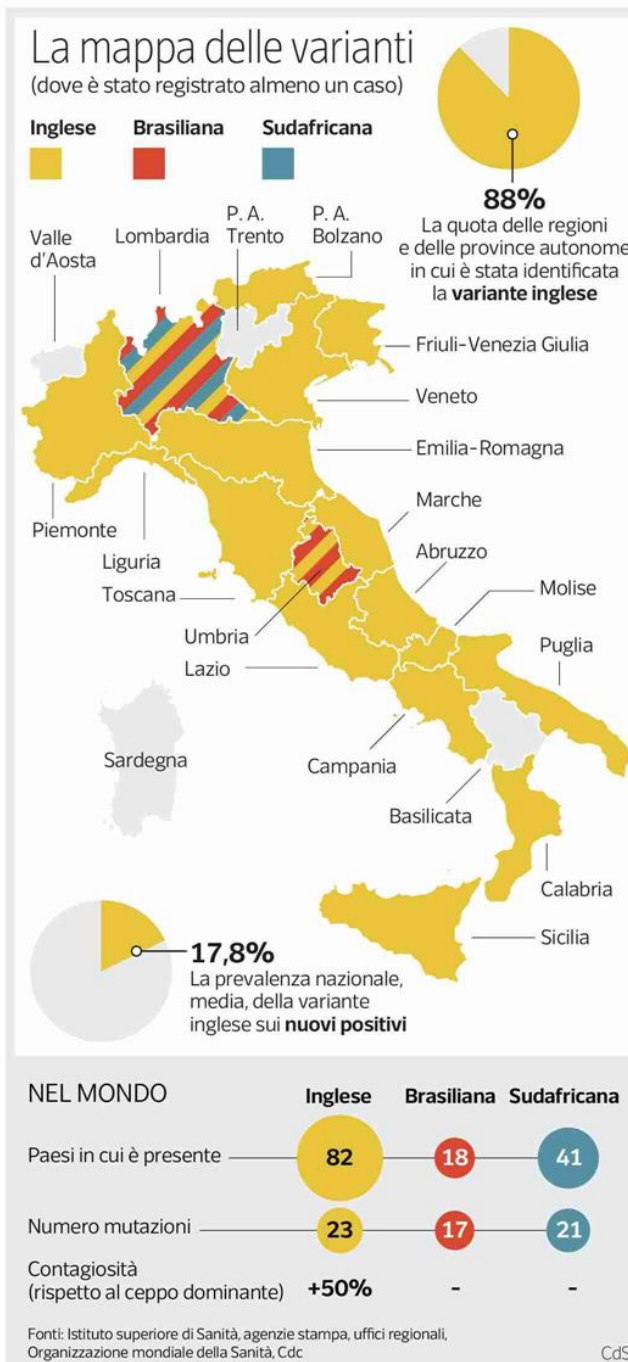 La mappa delle varianti
(dove è stato registrato almeno un caso)
Inglese Brasiliana Sudafricana
88%
La quota delle regioni
e delle province autonome
in cui è stata identificata
la variante inglese
Valle
d'Aosta
Lombardia
P. A.
Trento
P. A.
Bolzano
Friuli-Venezia Giulia
Veneto
Emilia-Romagna
Marche
Abruzzo
Molise
Puglia
Piemonte
Liguria
Toscana
Umbria
Lazio
Sardegna
Campania
Basilicata
Calabria
Sicilia
17,8%
La prevalenza nazionale,
media, della variante
inglese sui nuovi positivi
NEL MONDO Inglese Brasiliana Sudafricana
Paesi in cui è presente 82 18 41
Numero mutazioni 23 17 21
Contagiosità
(rispetto al ceppo dominante) +50% - -
Fonti: Istituto superiore di Sanità, agenzie stampa, uffici regionali,
Organizzazione mondiale della Sanità, Cdc
CdS